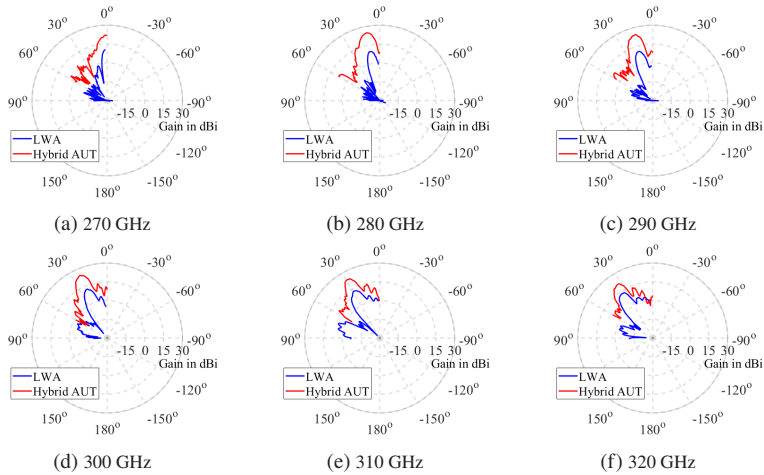 0°
30°
-30°
60°
-60°
90°
-90°
-15 0 15 30
Gain in dBi
LWA
Hybrid AUT
-120°
150°
-150°
180°
(a) 270 GHz
0°
30°
-30°
60°
-60°
90°
-90°
-15 0 15 30
Gain in dBi
LWA
Hybrid AUT
-120°
150°
-150°
180°
(b) 280 GHz
0°
30°
-30°
60°
-60°
90°
-90°
-15 0 15 30
Gain in dBi
LWA
Hybrid AUT
-120°
150°
-150°
180°
(c) 290 GHz
0°
30°
-30°
60°
-60°
90°
-90°
-15 0 15 30
Gain in dBi
LWA
Hybrid AUT
-120°
150°
-150°
180°
(d) 300 GHz
0°
30°
-30°
60°
-60°
90°
-90°
-15 0 15 30
Gain in dBi
LWA
Hybrid AUT
-120°
150°
-150°
180°
(e) 310 GHz
0°
30°
-30°
60°
-60°
90°
-90°
-15 0 15 30
Gain in dBi
LWA
Hybrid AUT
-120°
150°
-150°
180°
(f) 320 GHz